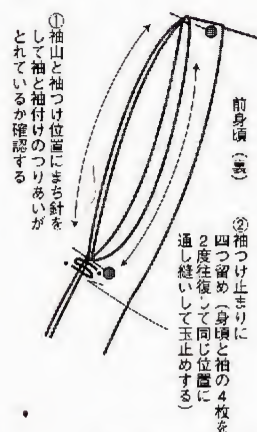 ①袖山と袖つけ位置にまち針を
して袖と袖付けのつりあいが
とれているか確認する
前身頃（裏）
②袖つけ止まりに
四つ留め（身頃と袖の4枚を
2度往復して同じ位置に
通し縫いして玉止めする）